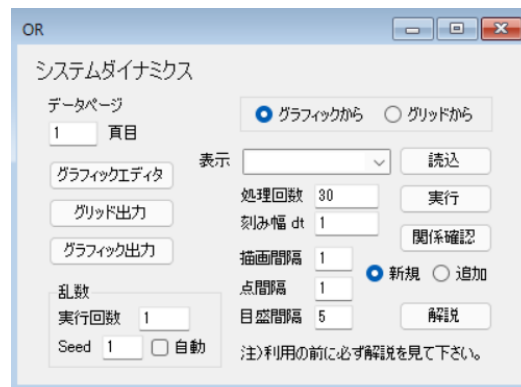 OR
システムダイナミクス
データページ
1 頁目
グラフィックから グリッドから
表示 読込
グラフィックエディタ
処理回数 30 実行
グリッド出力
刻み幅 dt 1
関係確認
グラフィック出力
描画間隔 1
新規 追加
点間隔 1
乱数
実行回数 1
目盛間隔 5 解説
Seed 1 自動
注)利用の前に必ず解説を見て下さい。